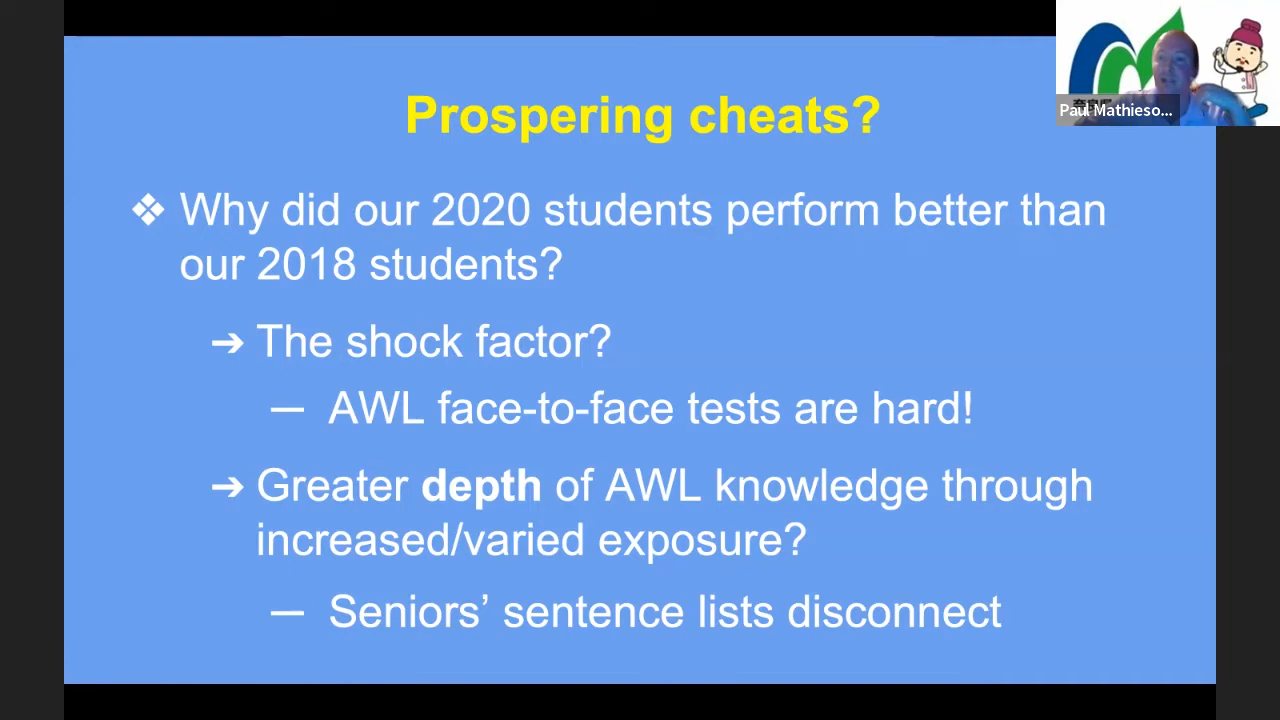 Prospering cheats?
❖ Why did our 2020 students perform better than
our 2018 students?
➔ The shock factor?
— AWL face-to-face tests are hard!
➔ Greater depth of AWL knowledge through
increased/varied exposure?
— Seniors’ sentence lists disconnect
Paul Mathieso...